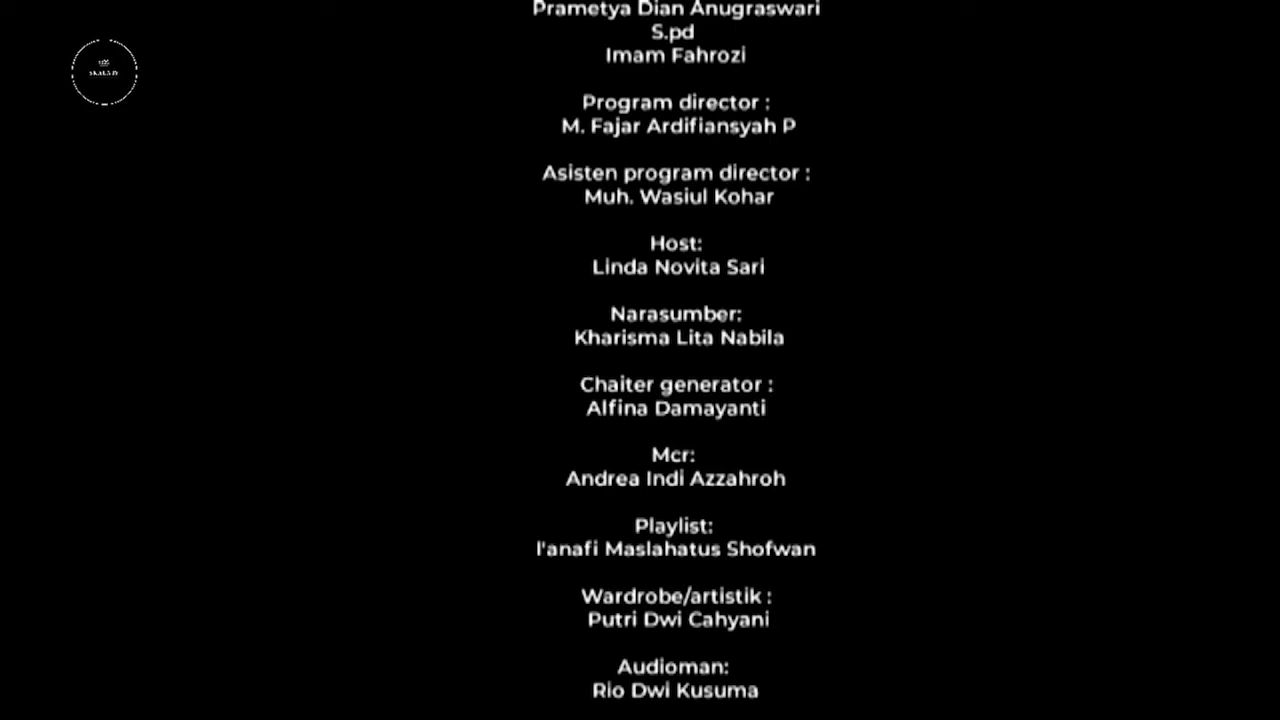 Prametya Dian Anugraswari
S.pd
Imam Fahrozi
Program director :
M. Fajar Ardifiansyah P
Asisten program director :
Muh. Wasiul Kohar
Host:
Linda Novita Sari
Narasumber:
Kharisma Lita Nabila
Chaiter generator :
Alfina Damayanti
Mcr:
Andrea Indi Azzahroh
Playlist:
I'anafi Maslahatus Shofwan
Wardrobe/artistik :
Putri Dwi Cahyani
Audioman:
Rio Dwi Kusuma